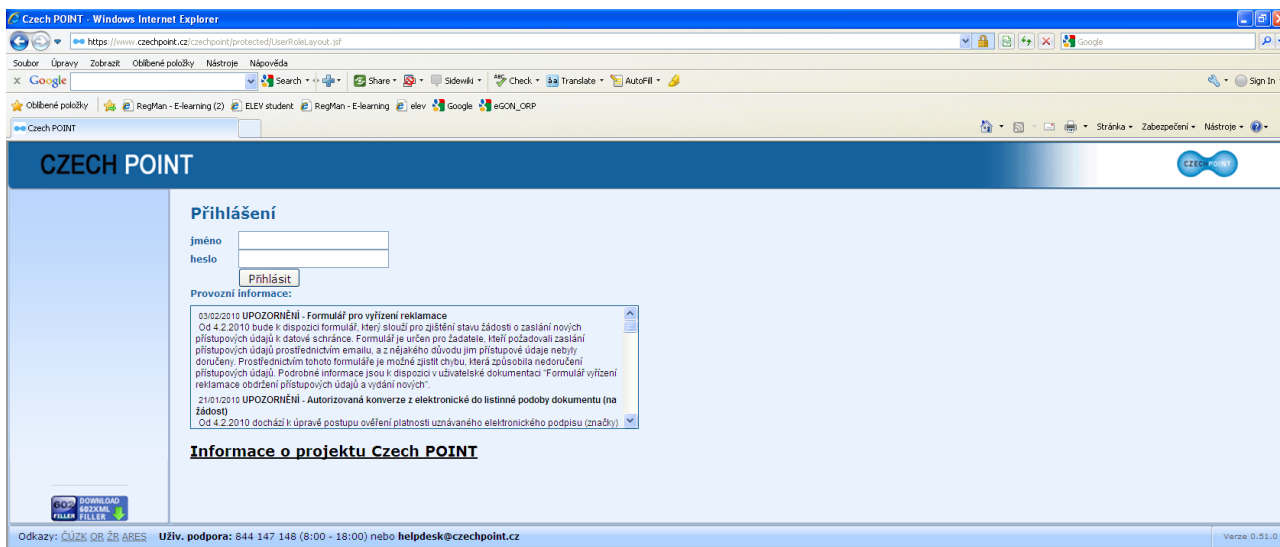 Czech POINT - Windows Internet Explorer
https://www.czechpoint.cz/czechpoint/protected/UserRoleLayout.jsf
Google
Soubor Úpravy Zobrazit Oblíbené položky Nástroje Nápověda
x Google Search Share Sidewiki Check Translate AutoFill Sign In
Oblíbené položky RegMan - E-learning (2) ELEV student RegMan - E-learning elev Google eGON_ORP
Czech POINT Stránka Zabezpečení Nástroje
CZECH POINT
CZECH POINT
Přihlášení
jméno
heslo
Přihlásit
Provozní informace:
03/02/2010 UPOZORNĚNÍ - Formulář pro vyřízení reklamace
Od 4.2.2010 bude k dispozici formulář, který slouží pro zjištění stavu žádosti o zaslání nových
přístupových údajů k datové schránce. Formulář je určen pro žadatele, kteří požadovali zaslání
přístupových údajů prostřednictvím emailu, a z nějakého důvodu jim přístupové údaje nebyly
doručeny. Prostřednictvím tohoto formuláře je možné zjistit chybu, která způsobila nedoručení
přístupových údajů. Podrobné informace jsou k dispozici v uživatelské dokumentaci "Formulář vyřízení
reklamace obdržení přístupových údajů a vydání nových".
21/01/2010 UPOZORNĚNÍ - Autorizovaná konverze z elektronické do listinné podoby dokumentu (na
žádost)
Od 4.2.2010 dochází k úpravě postupu ověření platnosti uznávaného elektronického podpisu (značky)
Informace o projektu Czech POINT
602 FILLER
DOWNLOAD
602XML
FILLER
Odkazy: ČÚZK OR ŽR ARES Uživ. podpora: 844 147 148 (8:00 - 18:00) nebo helpdesk@czechpoint.cz Verze 0.51.0